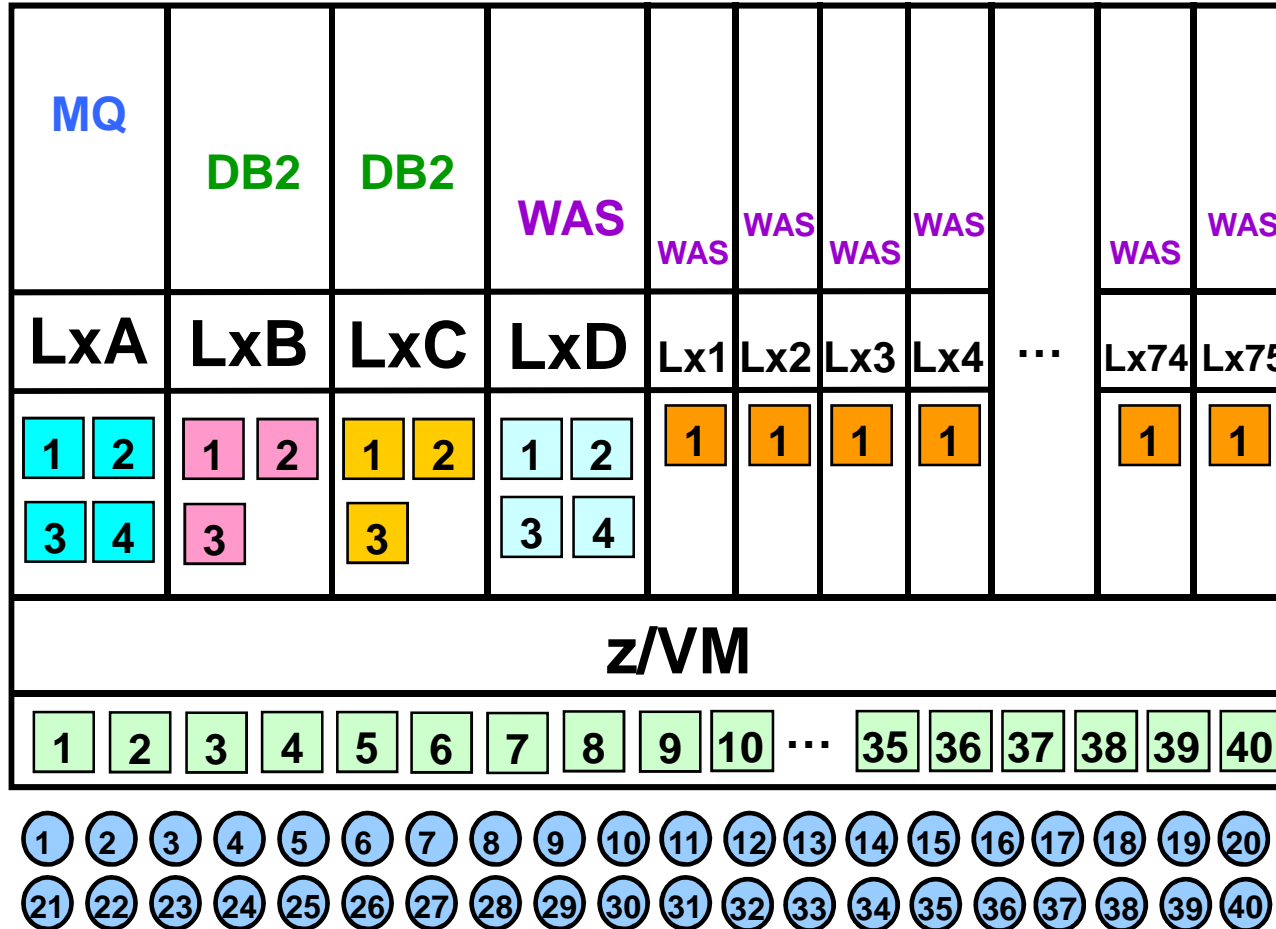 MQ
DB2 DB2
WAS
WAS WAS WAS WAS WAS WAS
LxA LxB LxC LxD Lx1 Lx2 Lx3 Lx4 ... Lx74 Lx75
1 2 1 2 1 2 1 2 1 1 1 1 1 1
3 4 3 3 3 4
z/VM
1 2 3 4 5 6 7 8 9 10 ... 35 36 37 38 39 40
1 2 3 4 5 6 7 8 9 10 11 12 13 14 15 16 17 18 19 20
21 22 23 24 25 26 27 28 29 30 31 32 33 34 35 36 37 38 39 40